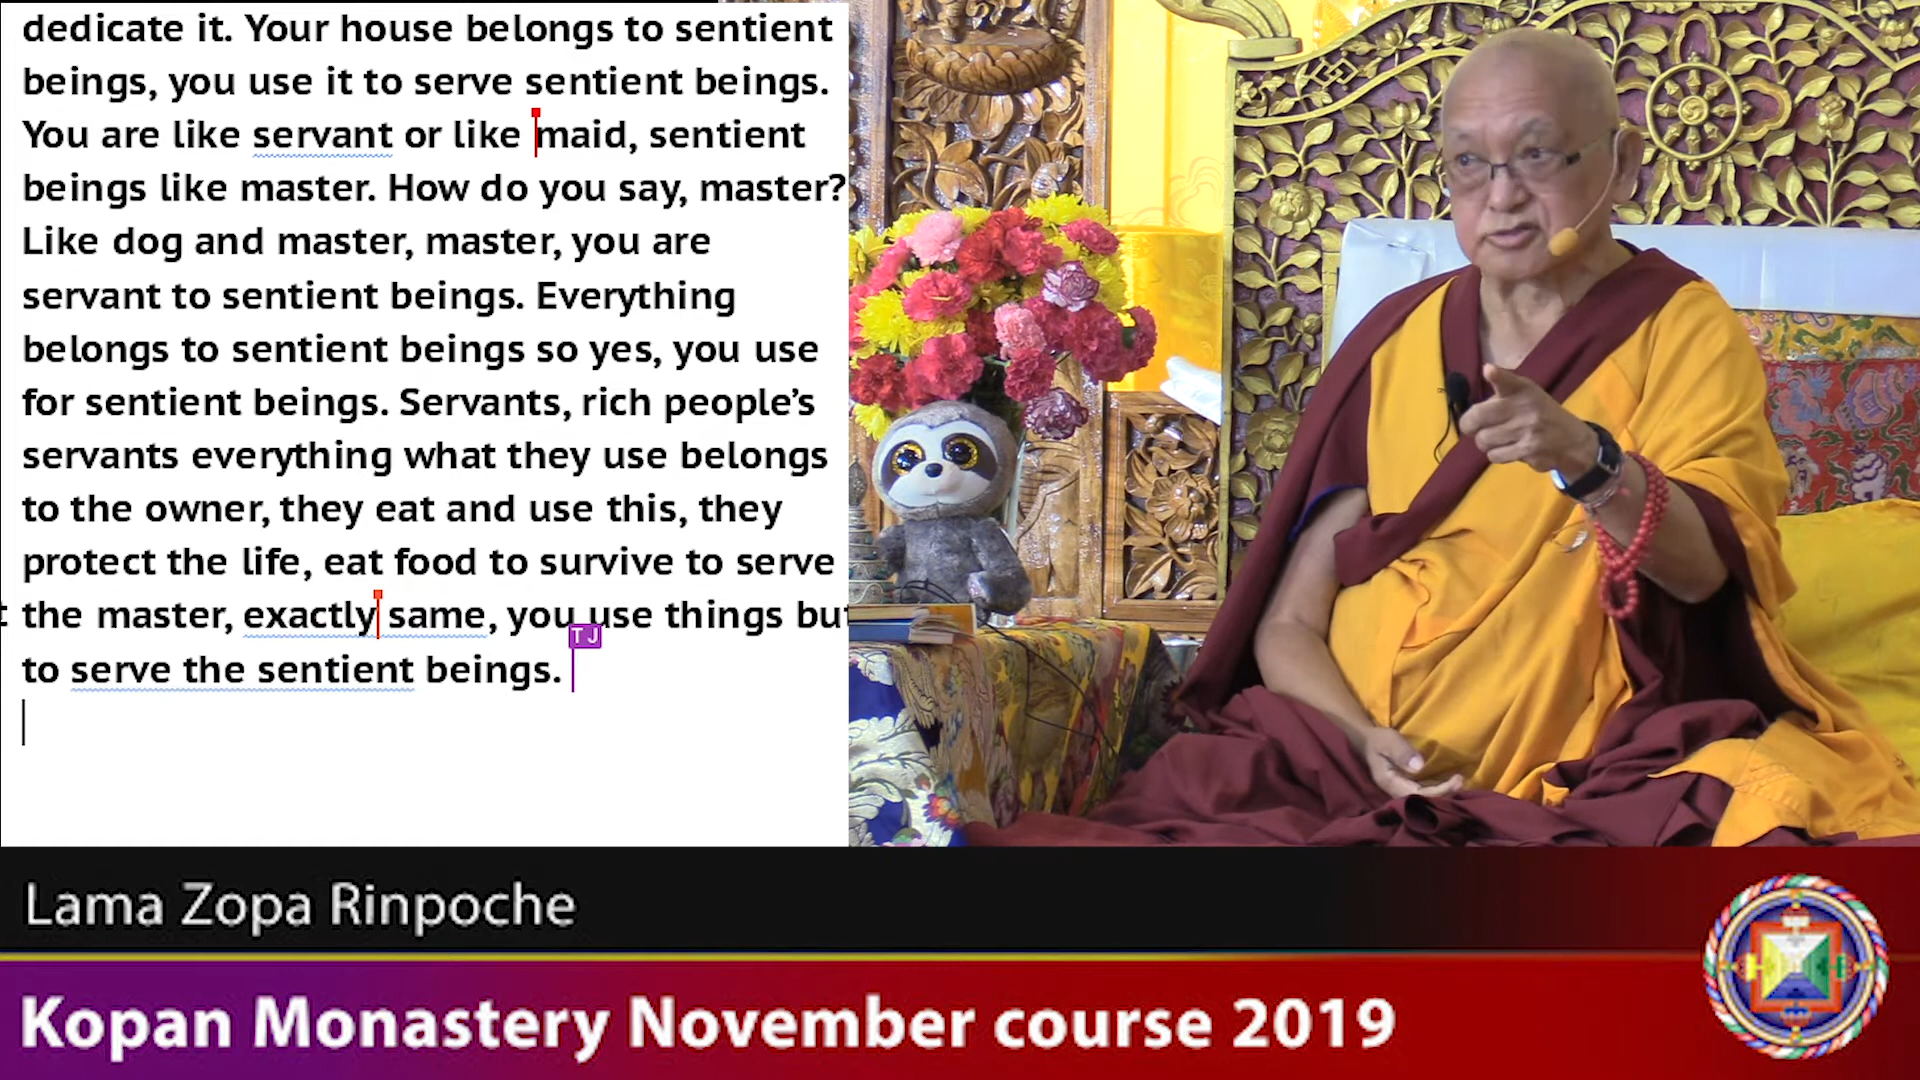 dedicate it. Your house belongs to sentient
beings, you use it to serve sentient beings.
You are like servant or like maid, sentient
beings like master. How do you say, master?
Like dog and master, master, you are
servant to sentient beings. Everything
belongs to sentient beings so yes, you use
for sentient beings. Servants, rich people’s
servants everything what they use belongs
to the owner, they eat and use this, they
protect the life, eat food to survive to serve
the master, exactly same, you use things but
TJ
to serve the sentient beings.
Lama Zopa Rinpoche
Kopan Monastery November course 2019